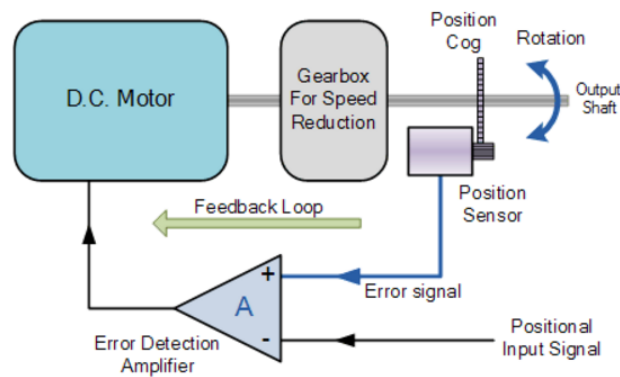 Position
Cog
Rotation
D.C. Motor
Gearbox
For Speed
Reduction
Output
Shaft
Position
Sensor
Feedback Loop
+
A
-
Error signal
Error Detection
Amplifier
Positional
Input Signal